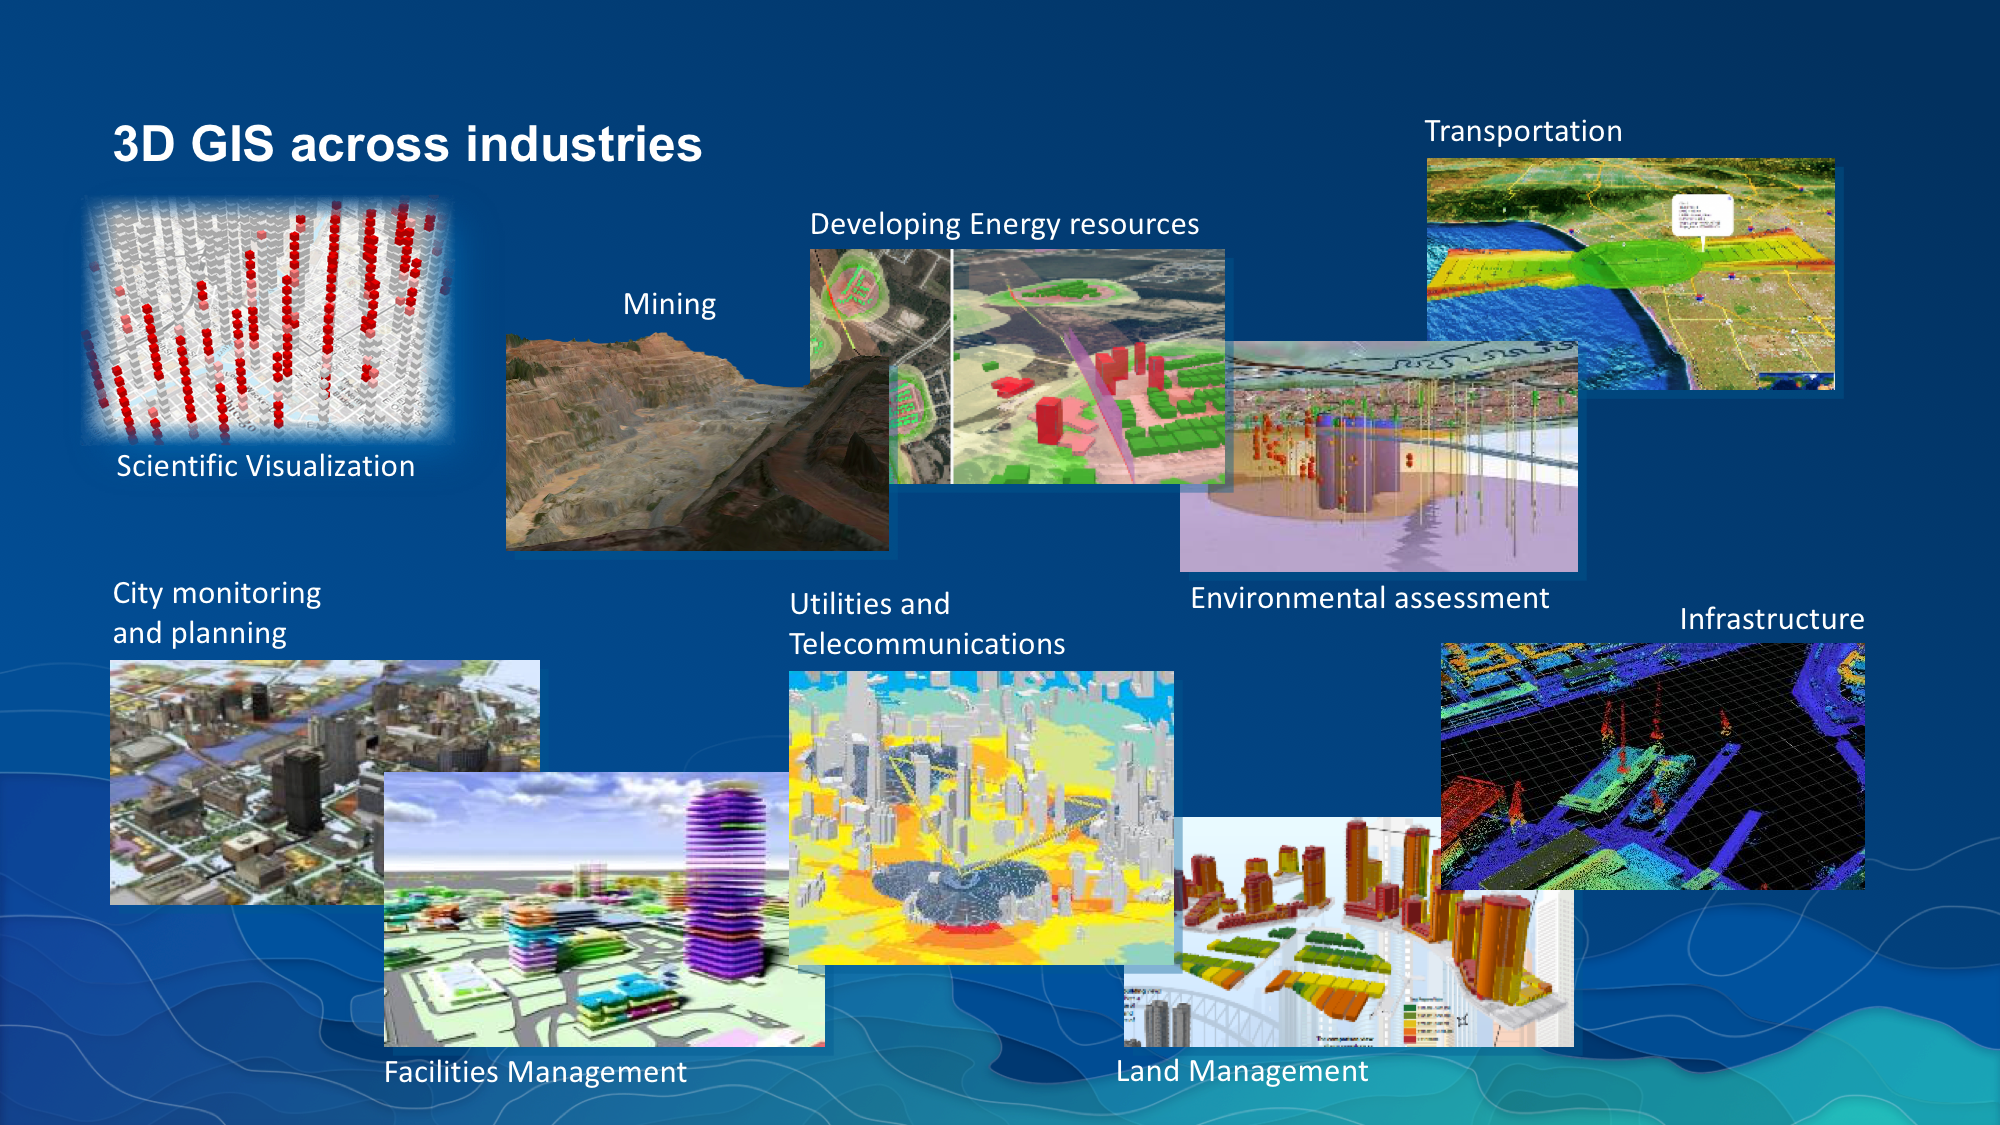 3D GIS across industries
Transportation
Developing Energy resources
Mining
Scientific Visualization
City monitoring
and planning
Utilities and
Telecommunications
Environmental assessment
Infrastructure
Facilities Management
Land Management